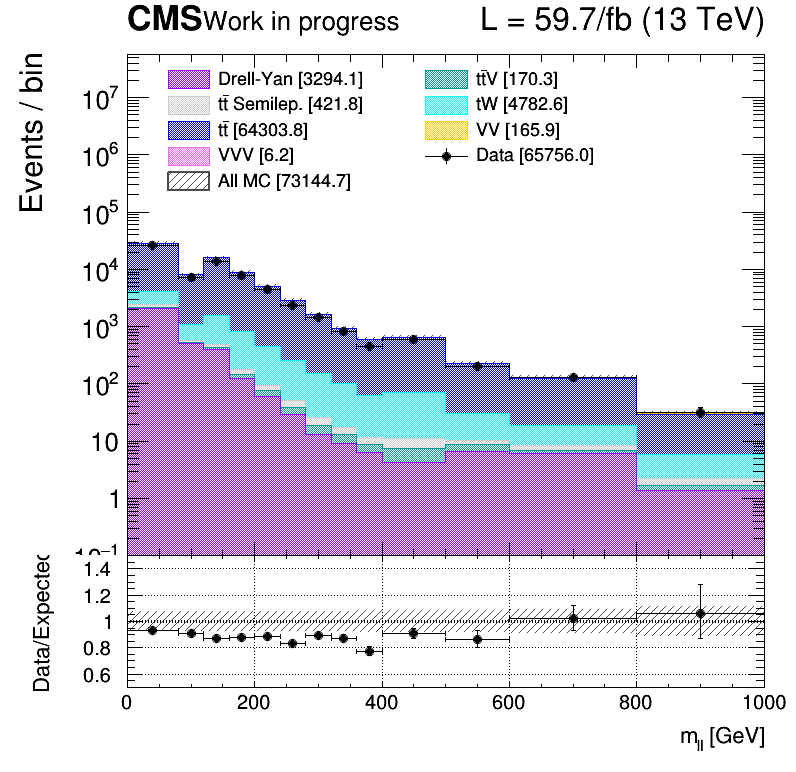 CMS Work in progress L = 59.7/fb (13 TeV)
Events / bin
Drell-Yan [3294.1]
tt̄ Semilep. [421.8]
tt̄ [64303.8]
VVV [6.2]
All MC [73144.7]
tt̄V [170.3]
tW [4782.6]
VV [165.9]
Data [65756.0]
10⁷
10⁶
10⁵
10⁴
10³
10²
10
1
10⁻¹
Data/Expected
1.4
1.2
1
0.8
0.6
0 200 400 600 800 1000
m_ll [GeV]